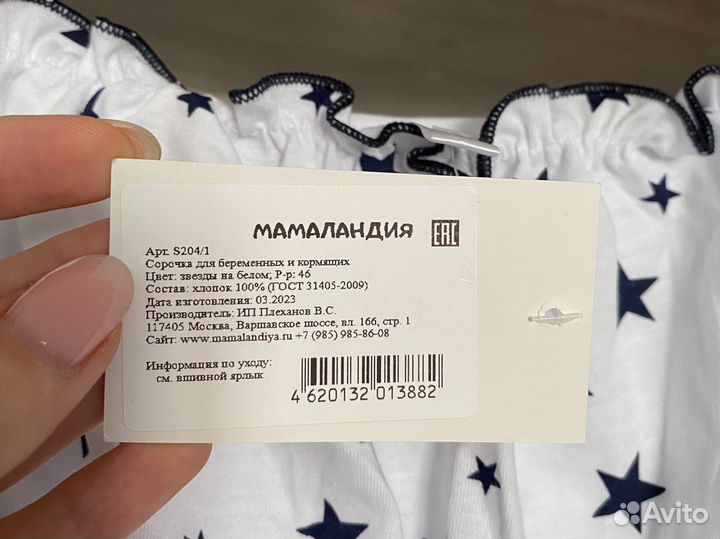 МАМАЛАНДИЯ EAC
Арт. S204/1
Сорочка для беременных и кормящих
Цвет: звезды на белом; Р-р: 46
Состав: хлопок 100% (ГОСТ 31405-2009)
Дата изготовления: 03.2023
Производитель: ИП Плеханов В.С.
117405 Москва, Варшавское шоссе, вл. 166, стр. 1
Сайт: www.mamalandiya.ru +7 (985) 985-86-08
Информация по уходу:
см. вшивной ярлык
4 620132 013882
Avito